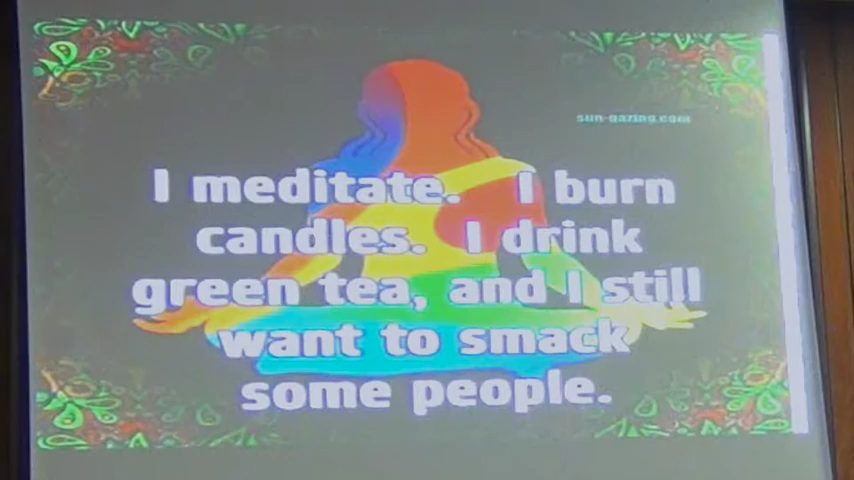 sun-gazing.com
I meditate. I burn
candles. I drink
green tea, and I still
want to smack
some people.